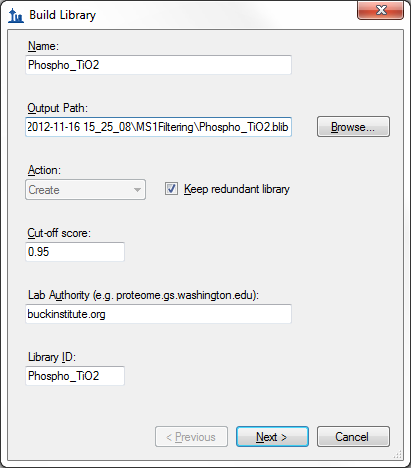 Build Library
Name:
Phospho_TiO2
Output Path:
2012-11-16 15_25_08\MS1Filtering\Phospho_TiO2.blib
Browse...
Action:
Create
Keep redundant library
Cut-off score:
0.95
Lab Authority (e.g. proteome.gs.washington.edu):
buckinstitute.org
Library ID:
Phospho_TiO2
< Previous
Next >
Cancel